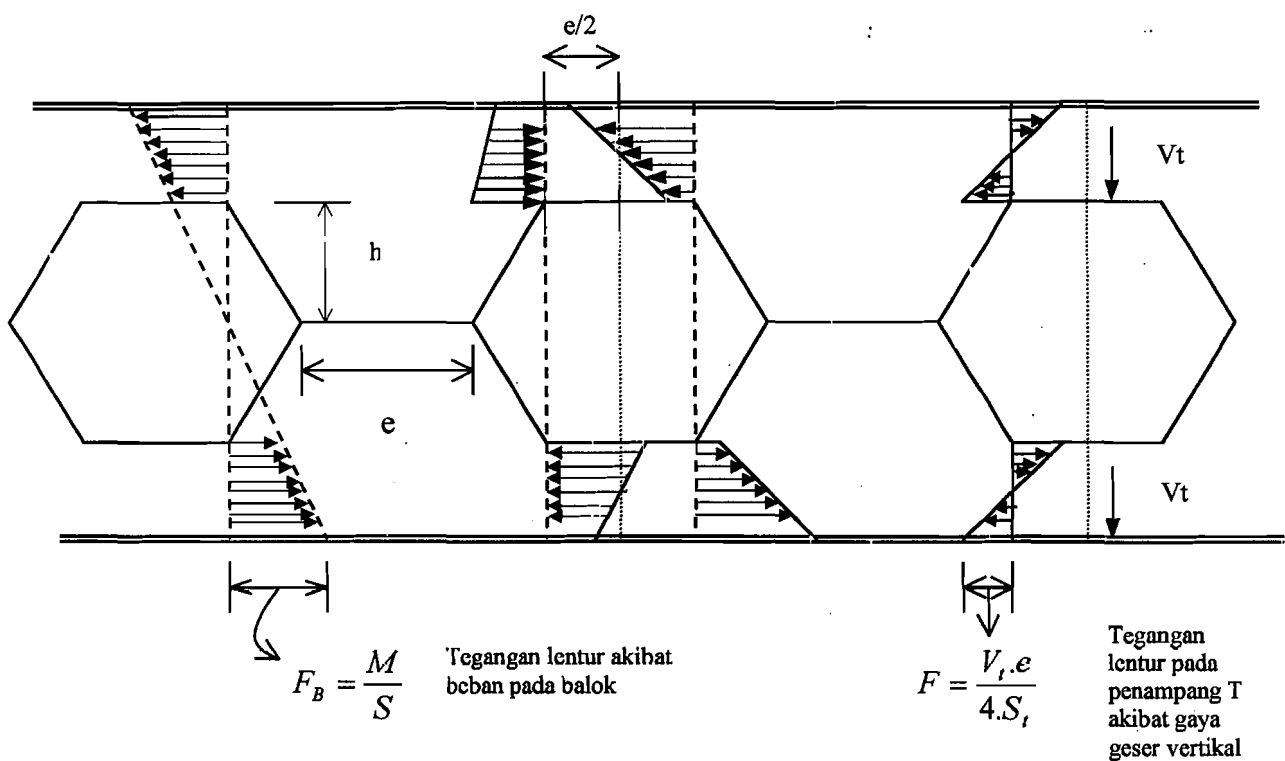 e/2
Vt
h
e
Vt
F_B = M/S
Tegangan lentur akibat
beban pada balok
F = V_t.e / 4.S_t
Tegangan
lentur pada
penampang T
akibat gaya
geser vertikal